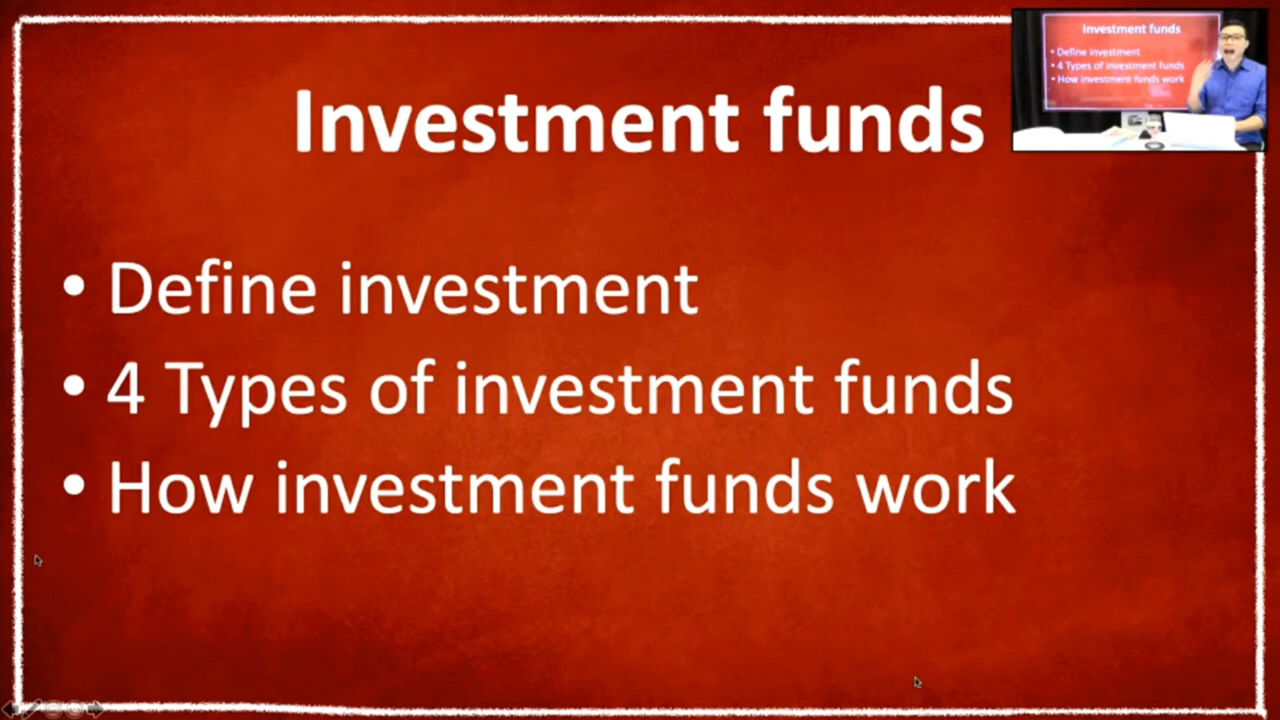 Investment funds
• Define investment
• 4 Types of investment funds
• How investment funds work
Investment funds
• Define investment
• 4 Types of investment funds
• How investment funds work